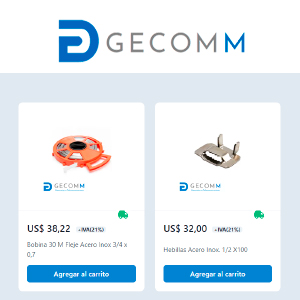 GECOMM
GECOMM
GECOMM
US$ 38,22 +IVA(21%)
US$ 32,00 +IVA(21%)
Bobina 30 M Fleje Acero Inox 3/4 x
0,7
Hebillas Acero Inox. 1/2 X100
Agregar al carrito
Agregar al carrito